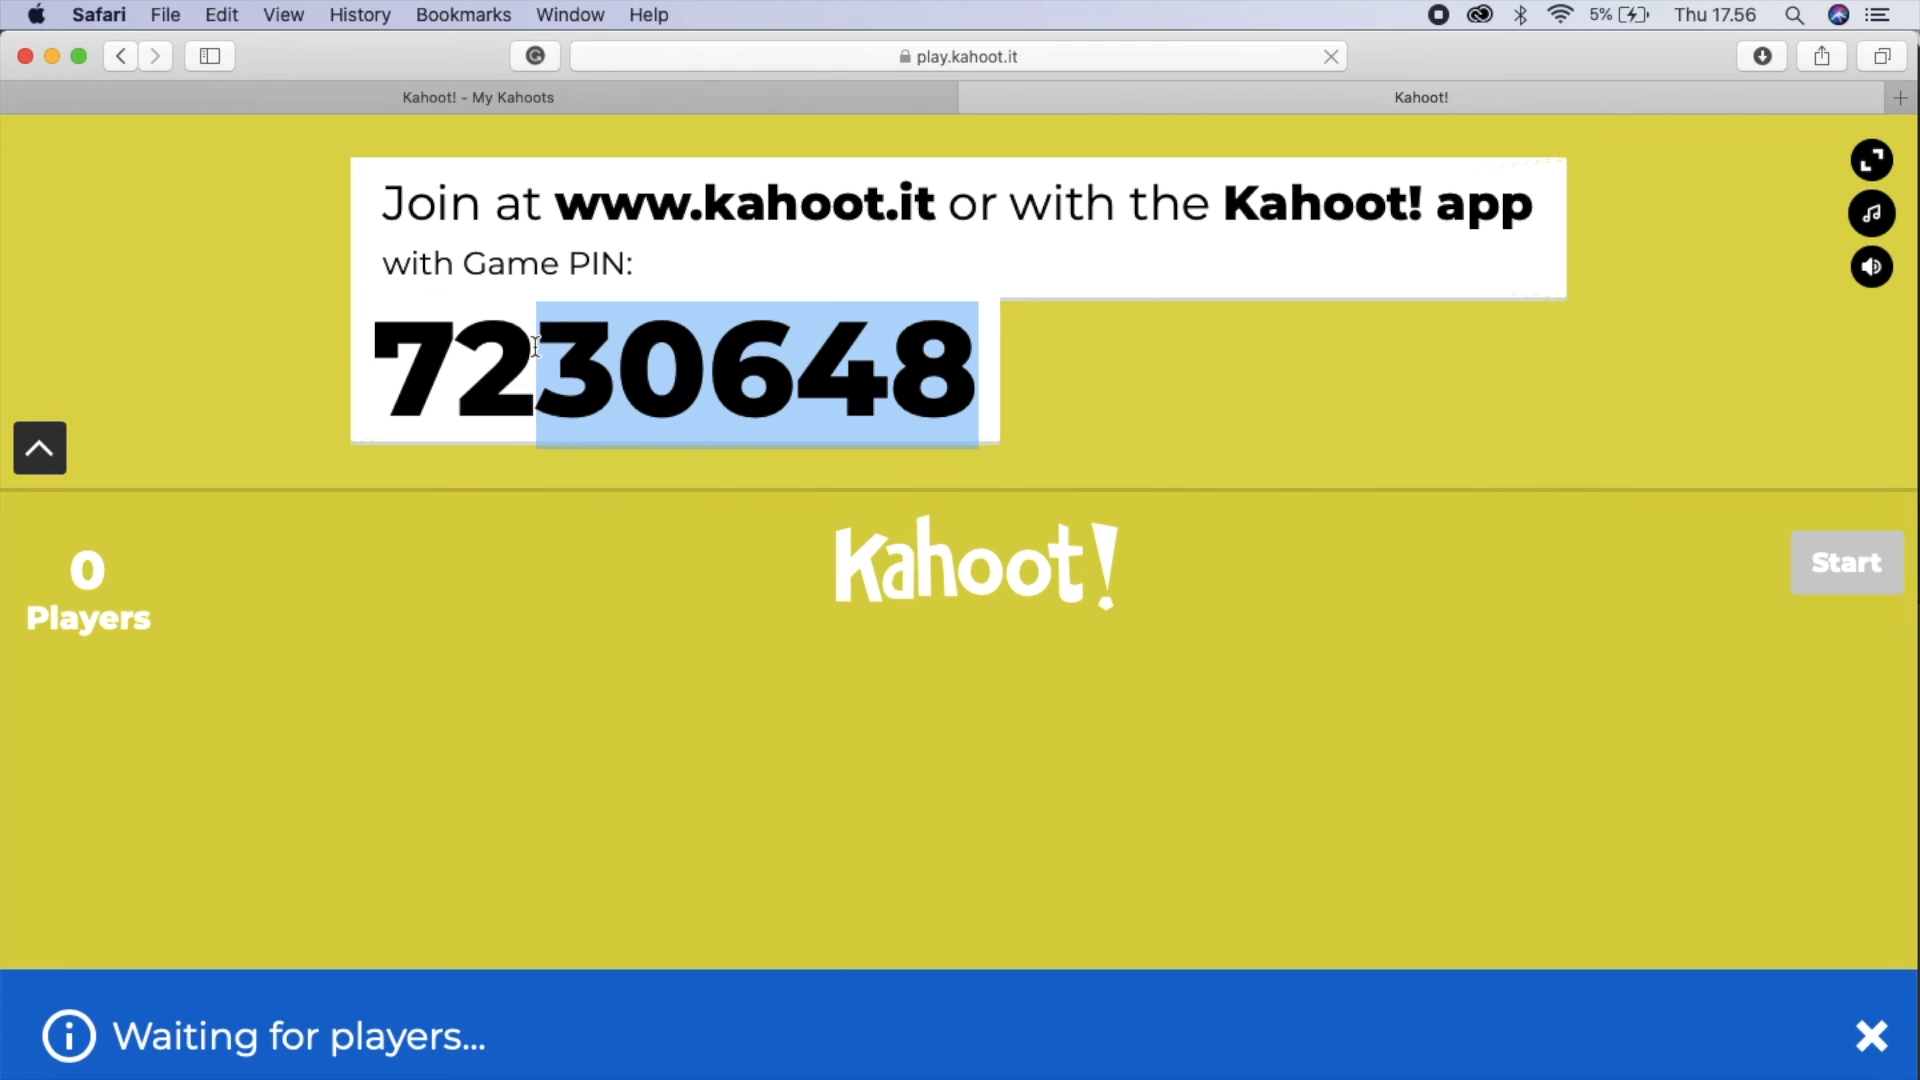 Safari File Edit View History Bookmarks Window Help 5% Thu 17.56
play.kahoot.it
Kahoot! - My Kahoots Kahoot!
Join at www.kahoot.it or with the Kahoot! app
with Game PIN:
7230648
Kahoot!
0
Players
Start
Waiting for players...